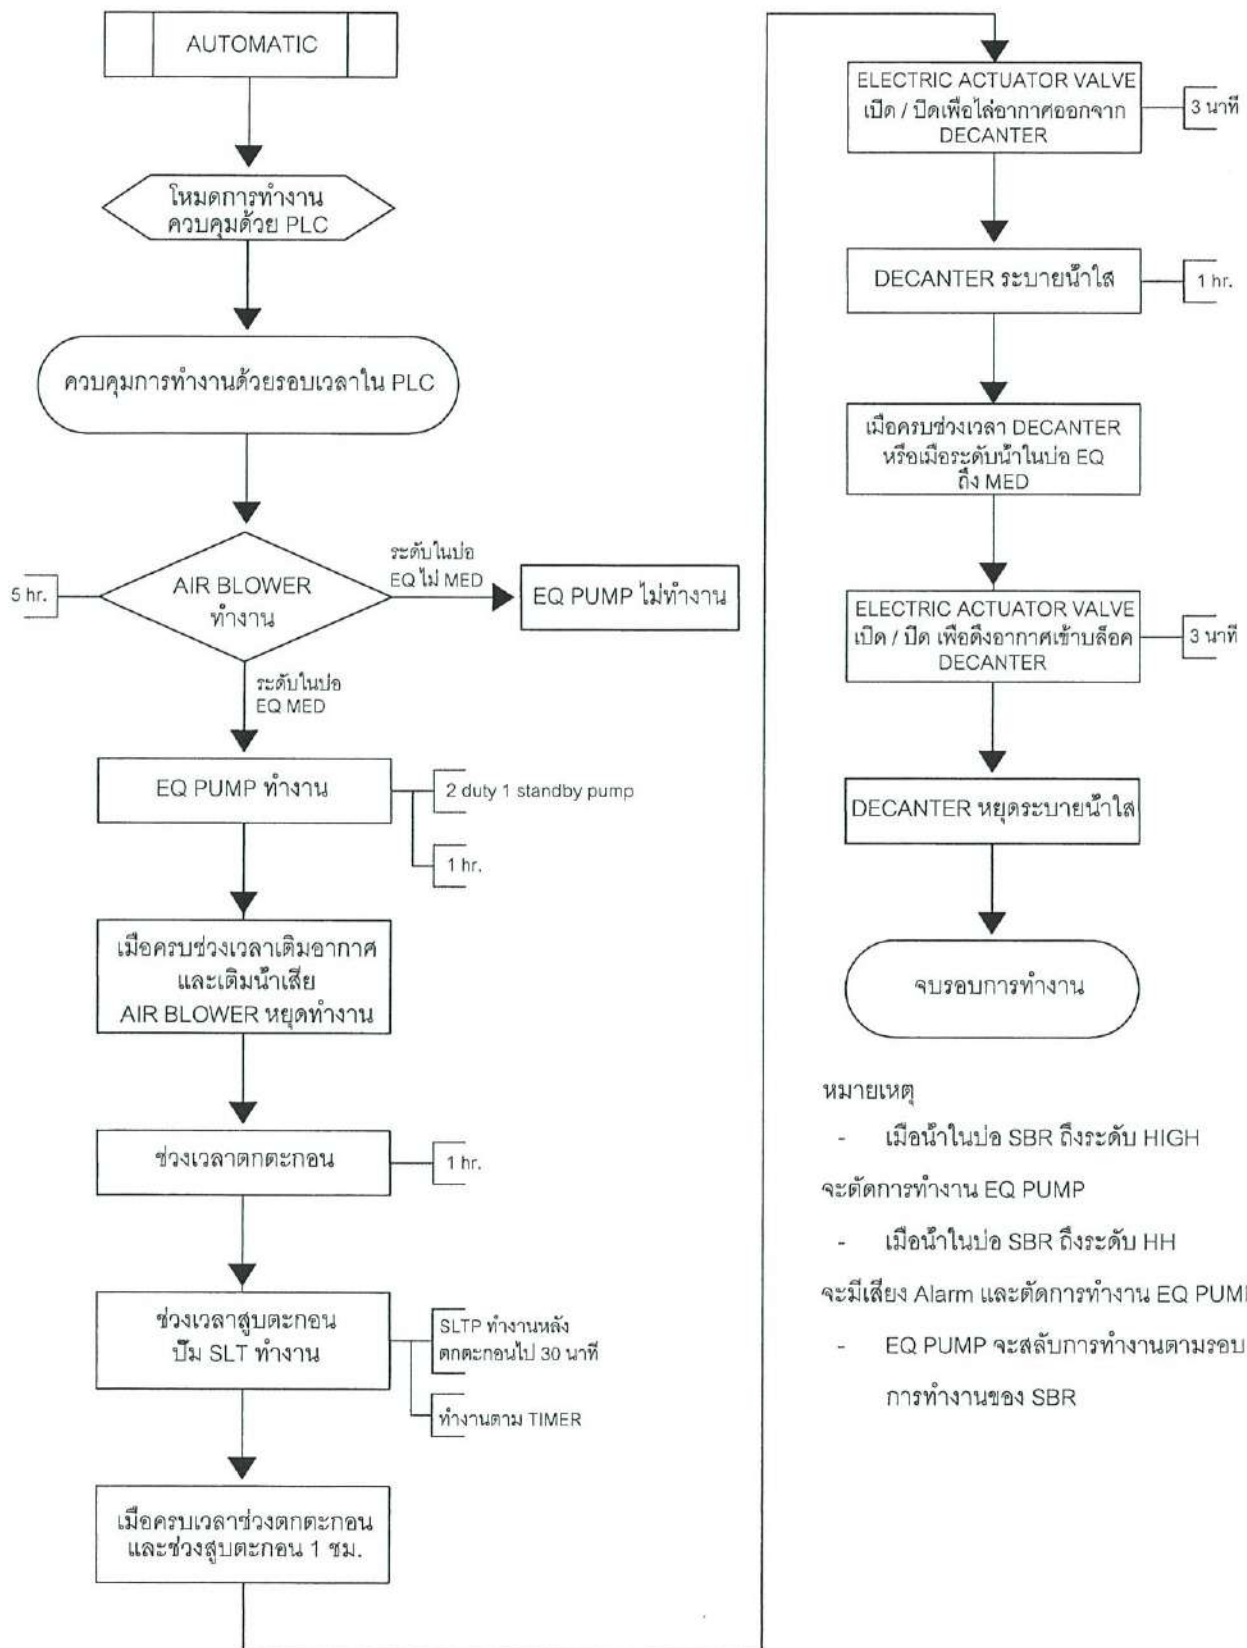 AUTOMATIC
โหมดการทำงาน
ควบคุมด้วย PLC
ควบคุมการทำงานด้วยรอบเวลาใน PLC
5 hr.
AIR BLOWER
ทำงาน
ระดับในบ่อ
EQ ไม่ MED
EQ PUMP ไม่ทำงาน
ระดับในบ่อ
EQ MED
EQ PUMP ทำงาน
2 duty 1 standby pump
1 hr.
เมื่อครบช่วงเวลาเติมอากาศ
และเติมน้ำเสีย
AIR BLOWER หยุดทำงาน
ช่วงเวลาตกตะกอน
1 hr.
ช่วงเวลาสูบตะกอน
ปั๊ม SLT ทำงาน
SLTP ทำงานหลัง
ตกตะกอนไป 30 นาที
ทำงานตาม TIMER
เมื่อครบเวลาช่วงตกตะกอน
และช่วงสูบตะกอน 1 ชม.
ELECTRIC ACTUATOR VALVE
เปิด / ปิดเพื่อไล่อากาศออกจาก
DECANTER
3 นาที
DECANTER ระบายน้ำใส
1 hr.
เมื่อครบช่วงเวลา DECANTER
หรือเมื่อระดับน้ำในบ่อ EQ
ถึง MED
ELECTRIC ACTUATOR VALVE
เปิด / ปิด เพื่อดึงอากาศเข้าบล็อค
DECANTER
3 นาที
DECANTER หยุดระบายน้ำใส
จบรอบการทำงาน
หมายเหตุ
- เมื่อน้ำในบ่อ SBR ถึงระดับ HIGH
จะตัดการทำงาน EQ PUMP
- เมื่อน้ำในบ่อ SBR ถึงระดับ HH
จะมีเสียง Alarm และตัดการทำงาน EQ PUM
- EQ PUMP จะสลับการทำงานตามรอบ
การทำงานของ SBR